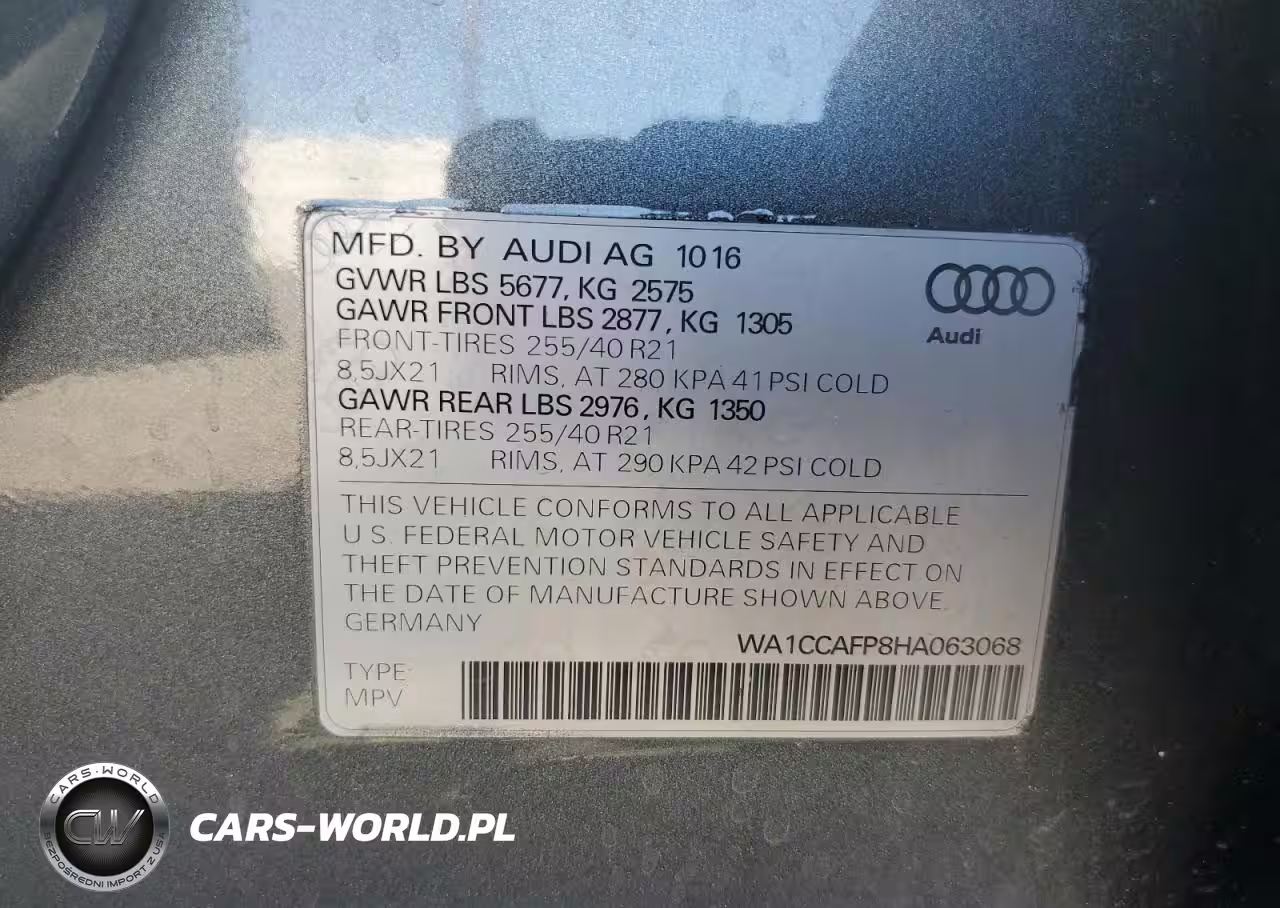 MFD. BY AUDI AG 10 16
GVWR LBS 5677, KG 2575
GAWR FRONT LBS 2877, KG 1305
FRONT-TIRES 255/40 R21
8,5JX21 RIMS, AT 280 KPA 41 PSI COLD
GAWR REAR LBS 2976, KG 1350
REAR-TIRES 255/40 R21
8,5JX21 RIMS, AT 290 KPA 42 PSI COLD
Audi
THIS VEHICLE CONFORMS TO ALL APPLICABLE
U.S. FEDERAL MOTOR VEHICLE SAFETY AND
THEFT PREVENTION STANDARDS IN EFFECT ON
THE DATE OF MANUFACTURE SHOWN ABOVE.
GERMANY
WA1CCAFP8HA063068
TYPE:
MPV
CARS-WORLD
CW
BEZPOŚREDNI IMPORT Z USA
CARS-WORLD.PL